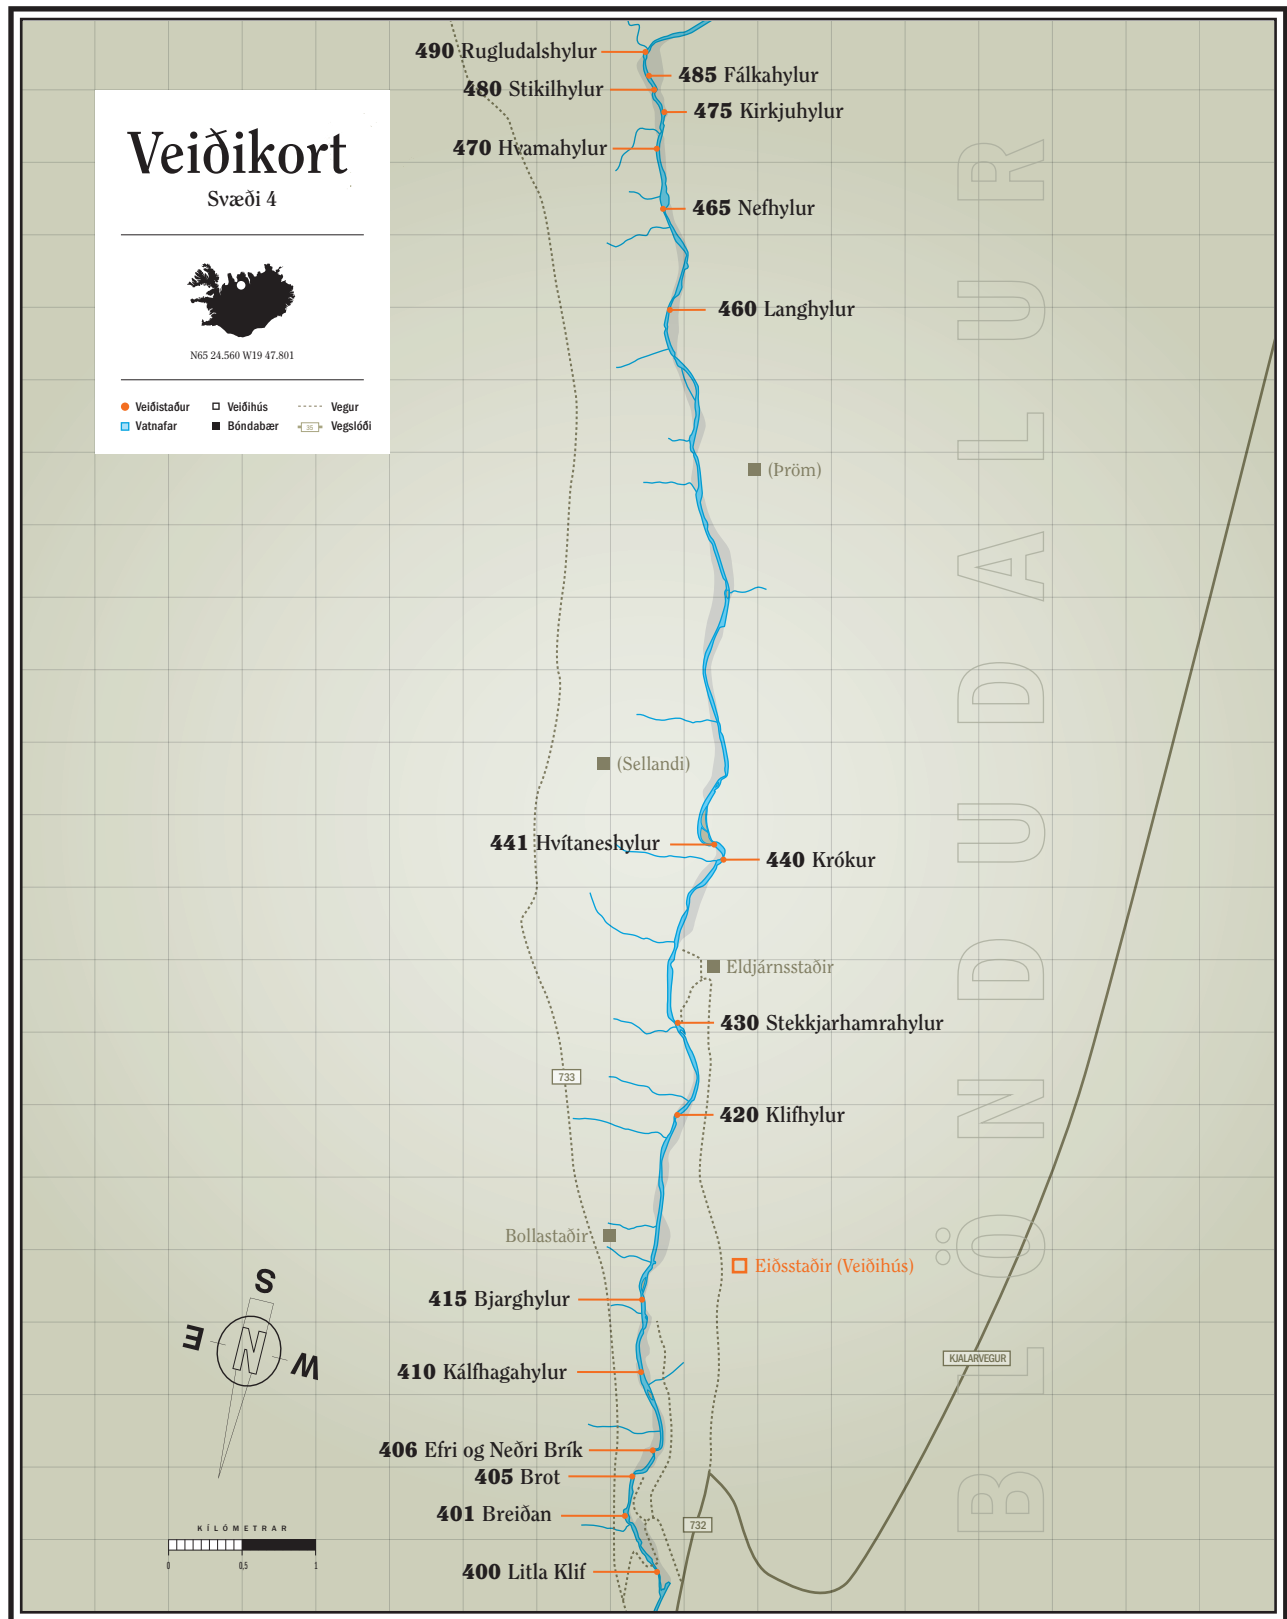 Veiðikort
Svæði 4
N65 24.560 W19 47.801
Veiðistaður
Veiðihús
Vegur
Vatnafar
Bóndabær
35
Vegslóði
490 Rugludalshylur
485 Fálkahylur
480 Stikilhylur
475 Kirkjuhylur
470 Hvamahylur
465 Nefhylur
460 Langhylur
(Þröm)
(Sellandi)
441 Hvítaneshylur
440 Krókur
Eldjárnsstaðir
430 Stekkjarhamrahylur
733
420 Klifhylur
Bollastaðir
Eiðsstaðir (Veiðihús)
415 Bjarghylur
KJALARVEGUR
410 Kálfhagahylur
406 Efri og Neðri Brík
405 Brot
401 Breiðan
732
400 Litla Klif
BLÖNDUDALUR
S
E
N
W
KÍLÓMETRAR
0 0,5 1